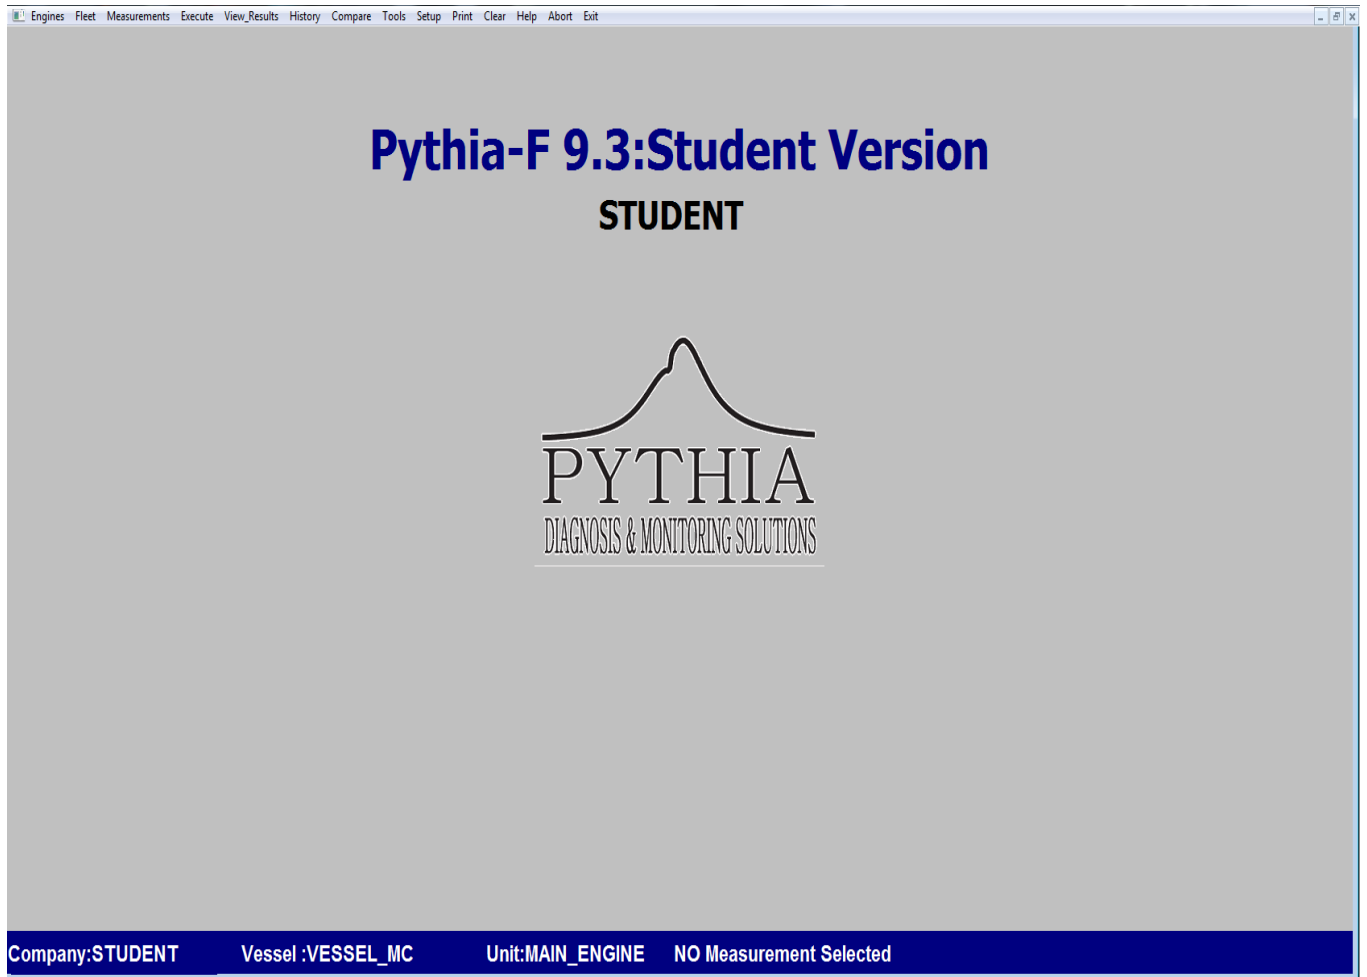 Engines Fleet Measurements Execute View_Results History Compare Tools Setup Print Clear Help Abort Exit
Pythia-F 9.3:Student Version
STUDENT
PYTHIA
DIAGNOSIS & MONITORING SOLUTIONS
Company:STUDENT Vessel :VESSEL_MC Unit:MAIN_ENGINE NO Measurement Selected